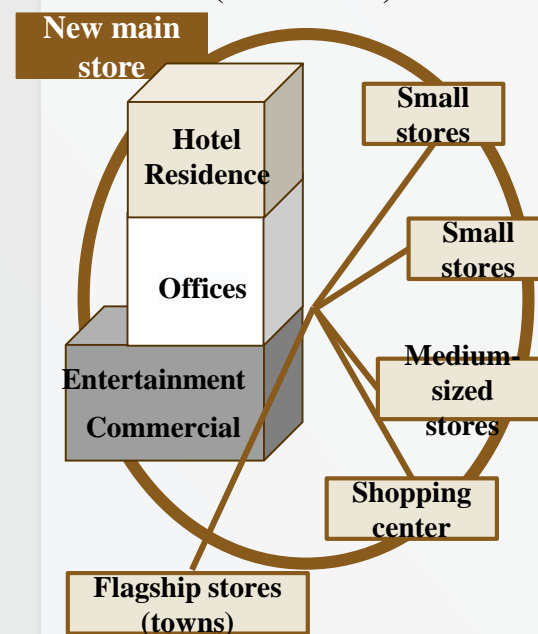 New main
store
Small
stores
Hotel
Residence
Small
stores
Offices
Medium-
sized
stores
Entertainment
Commercial
Shopping
center
Flagship stores
(towns)